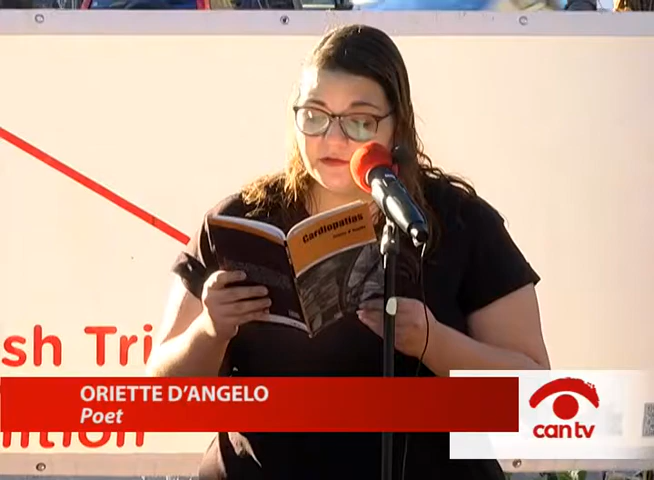 Cardiopatías
sh Tri
ition
ORIETTE D'ANGELO
Poet
can tv